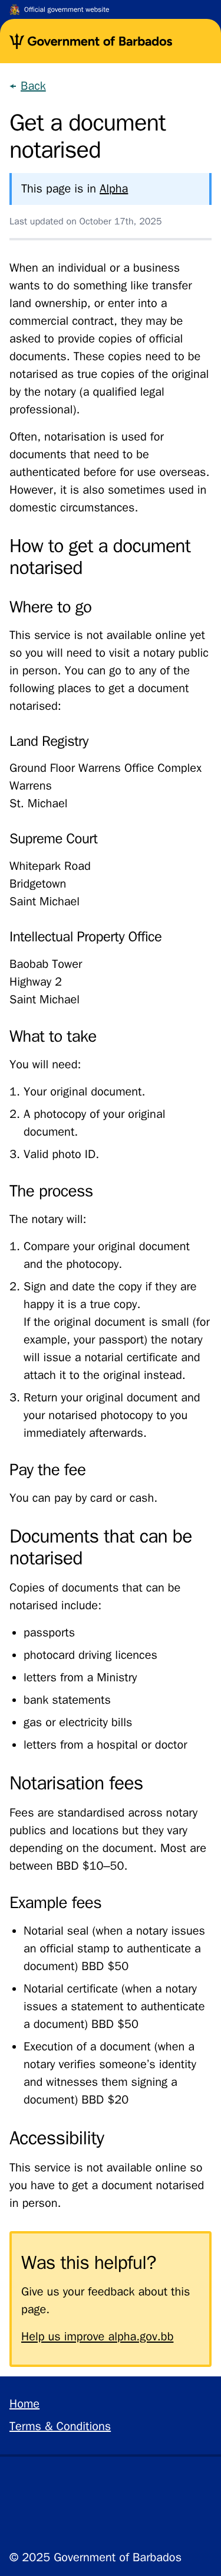 Official government website
Government of Barbados
Back
Get a document
notarised
This page is in Alpha
Last updated on October 17th, 2025
When an individual or a business
wants to do something like transfer
land ownership, or enter into a
commercial contract, they may be
asked to provide copies of official
documents. These copies need to be
notarised as true copies of the original
by the notary (a qualified legal
professional).
Often, notarisation is used for
documents that need to be
authenticated before for use overseas.
However, it is also sometimes used in
domestic circumstances.
How to get a document
notarised
Where to go
This service is not available online yet
so you will need to visit a notary public
in person. You can go to any of the
following places to get a document
notarised:
Land Registry
Ground Floor Warrens Office Complex
Warrens
St. Michael
Supreme Court
Whitepark Road
Bridgetown
Saint Michael
Intellectual Property Office
Baobab Tower
Highway 2
Saint Michael
What to take
You will need:
1. Your original document.
2. A photocopy of your original
document.
3. Valid photo ID.
The process
The notary will:
1. Compare your original document
and the photocopy.
2. Sign and date the copy if they are
happy it is a true copy.
If the original document is small (for
example, your passport) the notary
will issue a notarial certificate and
attach it to the original instead.
3. Return your original document and
your notarised photocopy to you
immediately afterwards.
Pay the fee
You can pay by card or cash.
Documents that can be
notarised
Copies of documents that can be
notarised include:
• passports
• photocard driving licences
• letters from a Ministry
• bank statements
• gas or electricity bills
• letters from a hospital or doctor
Notarisation fees
Fees are standardised across notary
publics and locations but they vary
depending on the document. Most are
between BBD $10–50.
Example fees
• Notarial seal (when a notary issues
an official stamp to authenticate a
document) BBD $50
• Notarial certificate (when a notary
issues a statement to authenticate
a document) BBD $50
• Execution of a document (when a
notary verifies someone's identity
and witnesses them signing a
document) BBD $20
Accessibility
This service is not available online so
you have to get a document notarised
in person.
Was this helpful?
Give us your feedback about this
page.
Help us improve alpha.gov.bb
Home
Terms & Conditions
© 2025 Government of Barbados